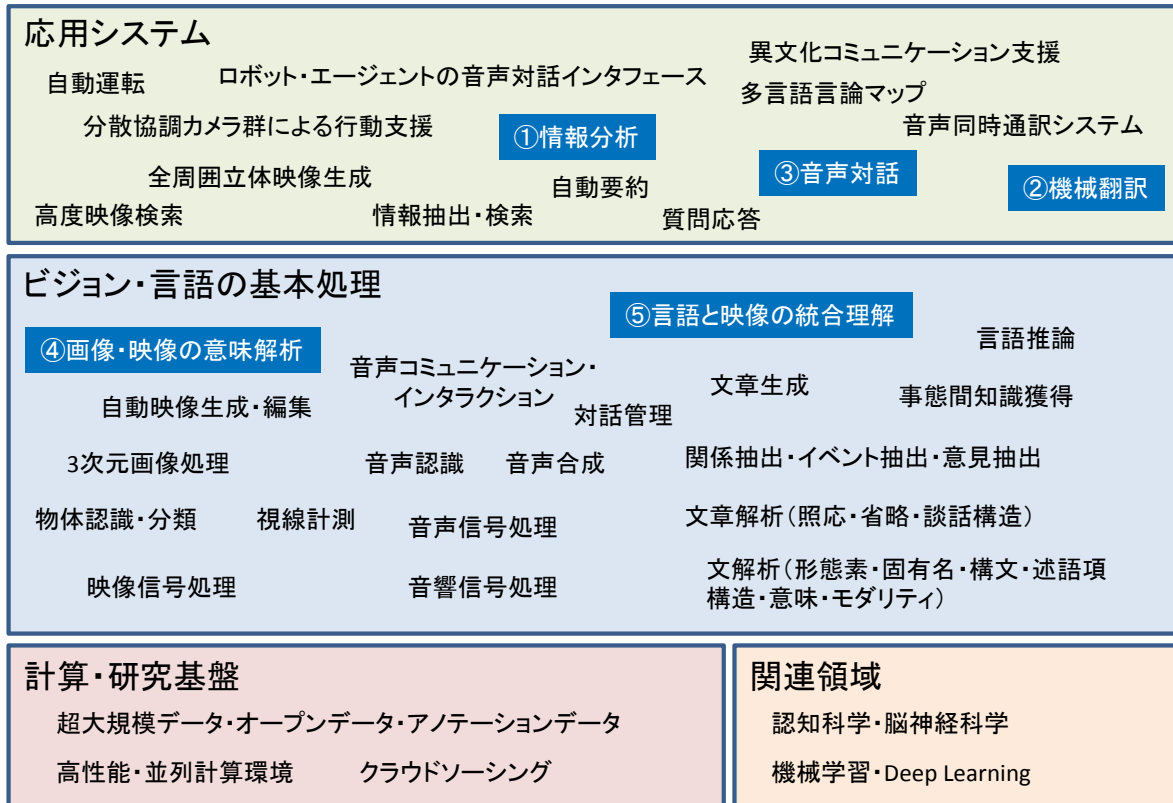 応用システム
自動運転
ロボット・エージェントの音声対話インタフェース
異文化コミュニケーション支援
多言語言論マップ
分散協調カメラ群による行動支援
①情報分析
音声同時通訳システム
全周囲立体映像生成
自動要約
③音声対話
②機械翻訳
高度映像検索
情報抽出・検索
質問応答
ビジョン・言語の基本処理
⑤言語と映像の統合理解
④画像・映像の意味解析
言語推論
音声コミュニケーション・
インタラクション
自動映像生成・編集
対話管理
文章生成
事態間知識獲得
3次元画像処理
音声認識
音声合成
関係抽出・イベント抽出・意見抽出
物体認識・分類
視線計測
音声信号処理
文章解析（照応・省略・談話構造）
映像信号処理
音響信号処理
文解析（形態素・固有名・構文・述語項
構造・意味・モダリティ）
計算・研究基盤
超大規模データ・オープンデータ・アノテーションデータ
高性能・並列計算環境
クラウドソーシング
関連領域
認知科学・脳神経科学
機械学習・Deep Learning